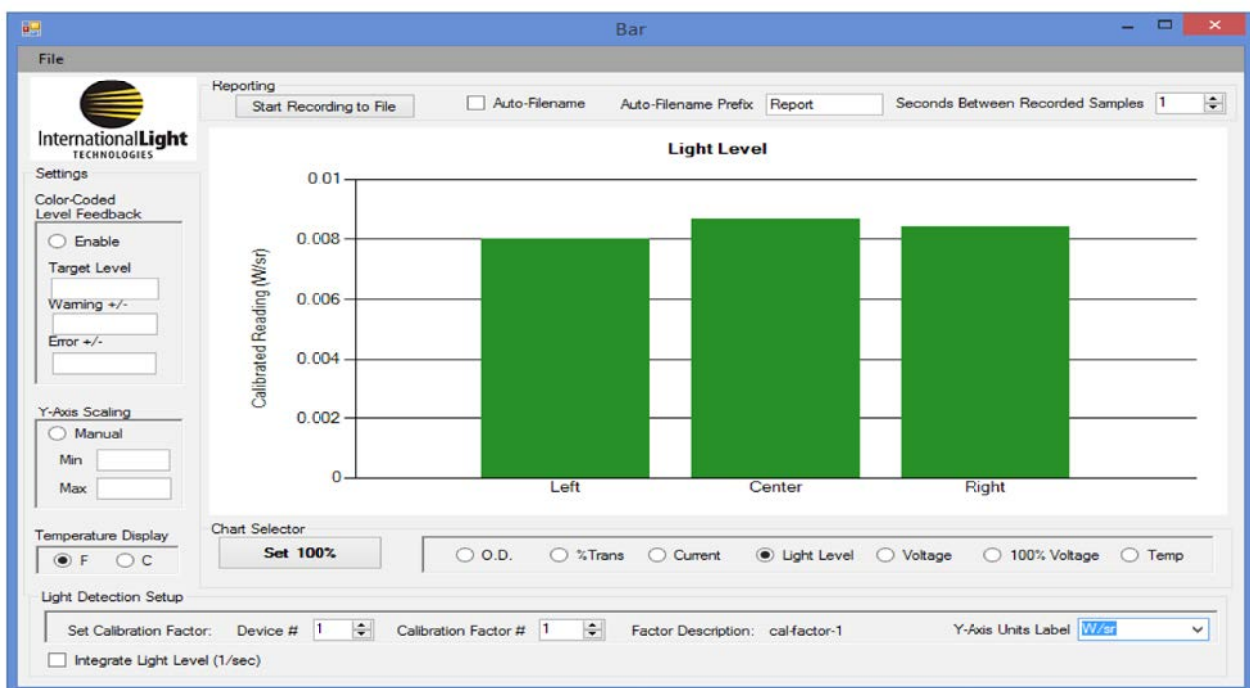 Bar
File
InternationalLight
TECHNOLOGIES
Reporting
Start Recording to File
Auto-Filename
Auto-Filename Prefix
Report
Seconds Between Recorded Samples
1
Settings
Color-Coded
Level Feedback
Enable
Target Level
Warning +/-
Error +/-
Y-Axis Scaling
Manual
Min
Max
Temperature Display
F
C
Light Level
Calibrated Reading (W/sr)
0.01
0.008
0.006
0.004
0.002
0
Left
Center
Right
Chart Selector
Set 100%
O.D.
%Trans
Current
Light Level
Voltage
100% Voltage
Temp
Light Detection Setup
Set Calibration Factor:
Device #
1
Calibration Factor #
1
Factor Description:
cal-factor-1
Y-Axis Units Label
W/sr
Integrate Light Level (1/sec)